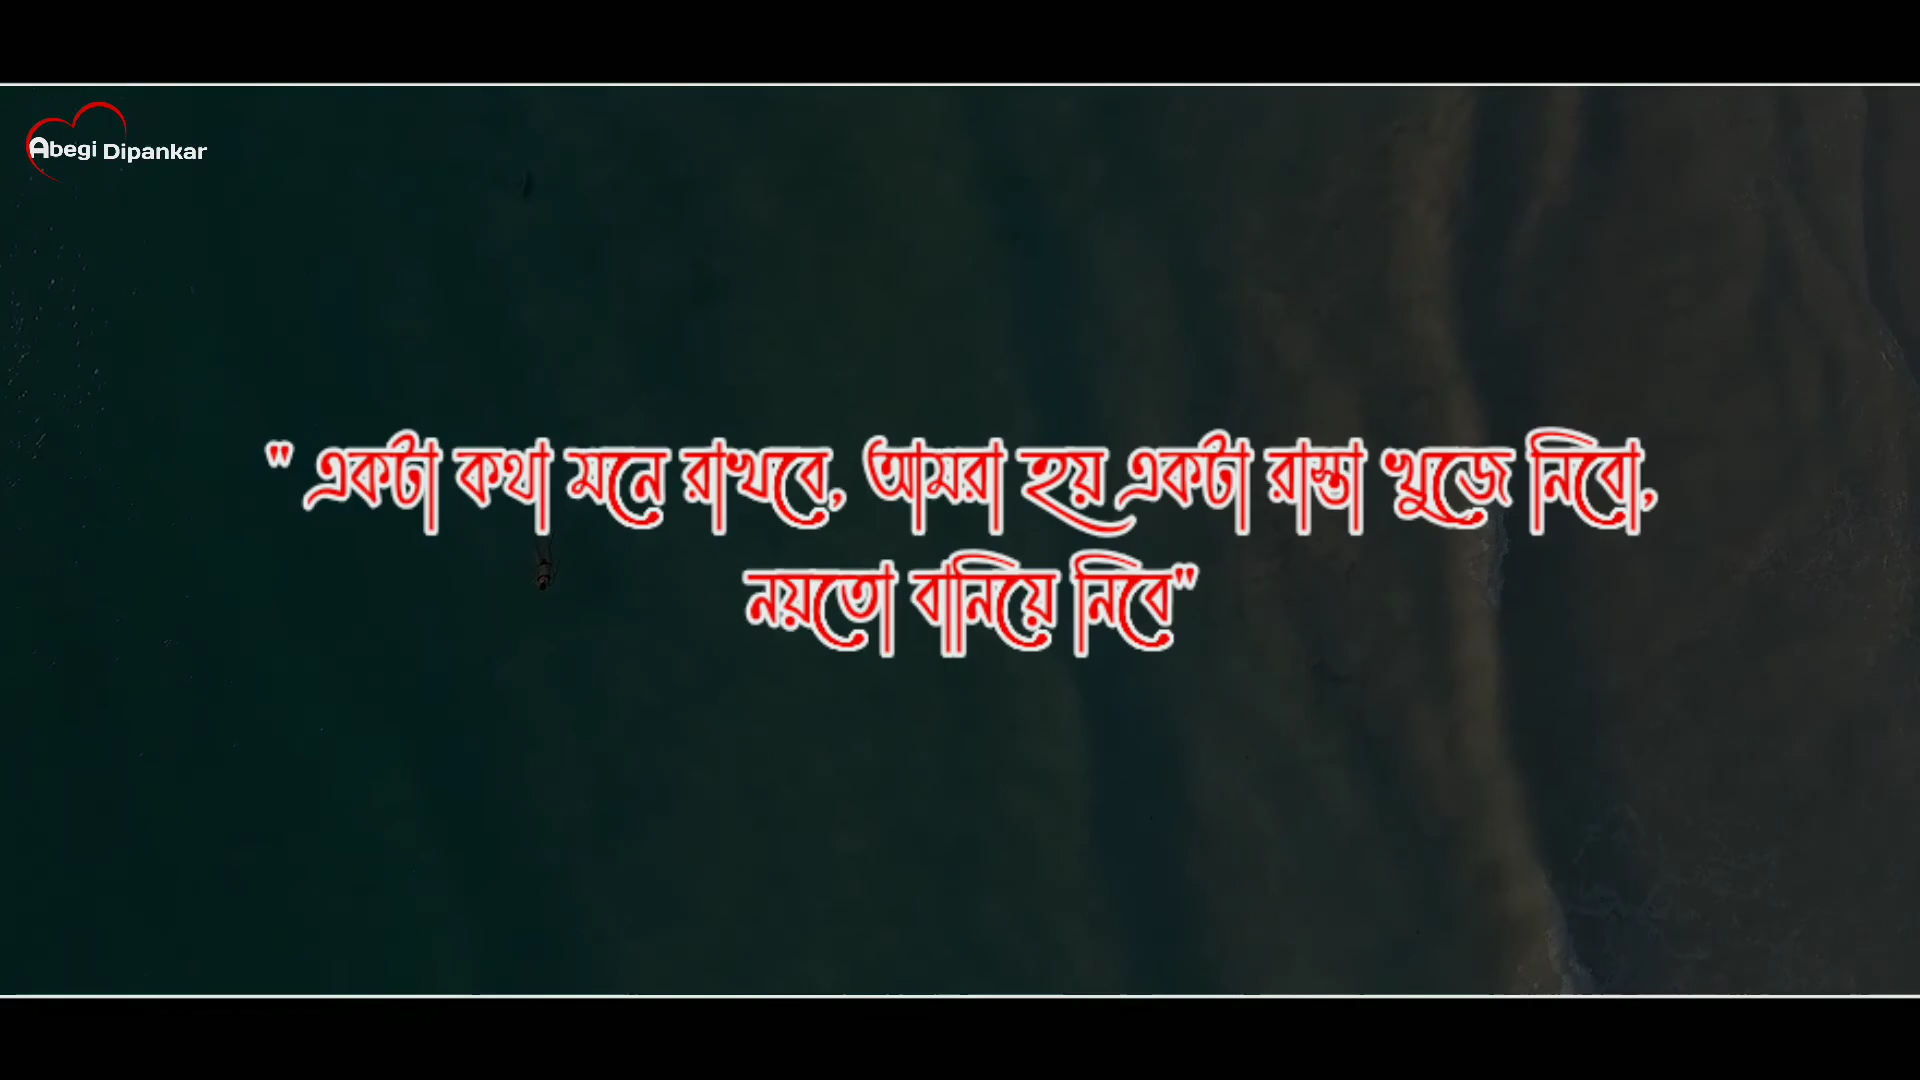 Abegi Dipankar
" একটা কথা মনে রাখবে, আমরা হয় একটা রাস্তা খুজে নিবো,
নয়তো বানিয়ে নিবে"